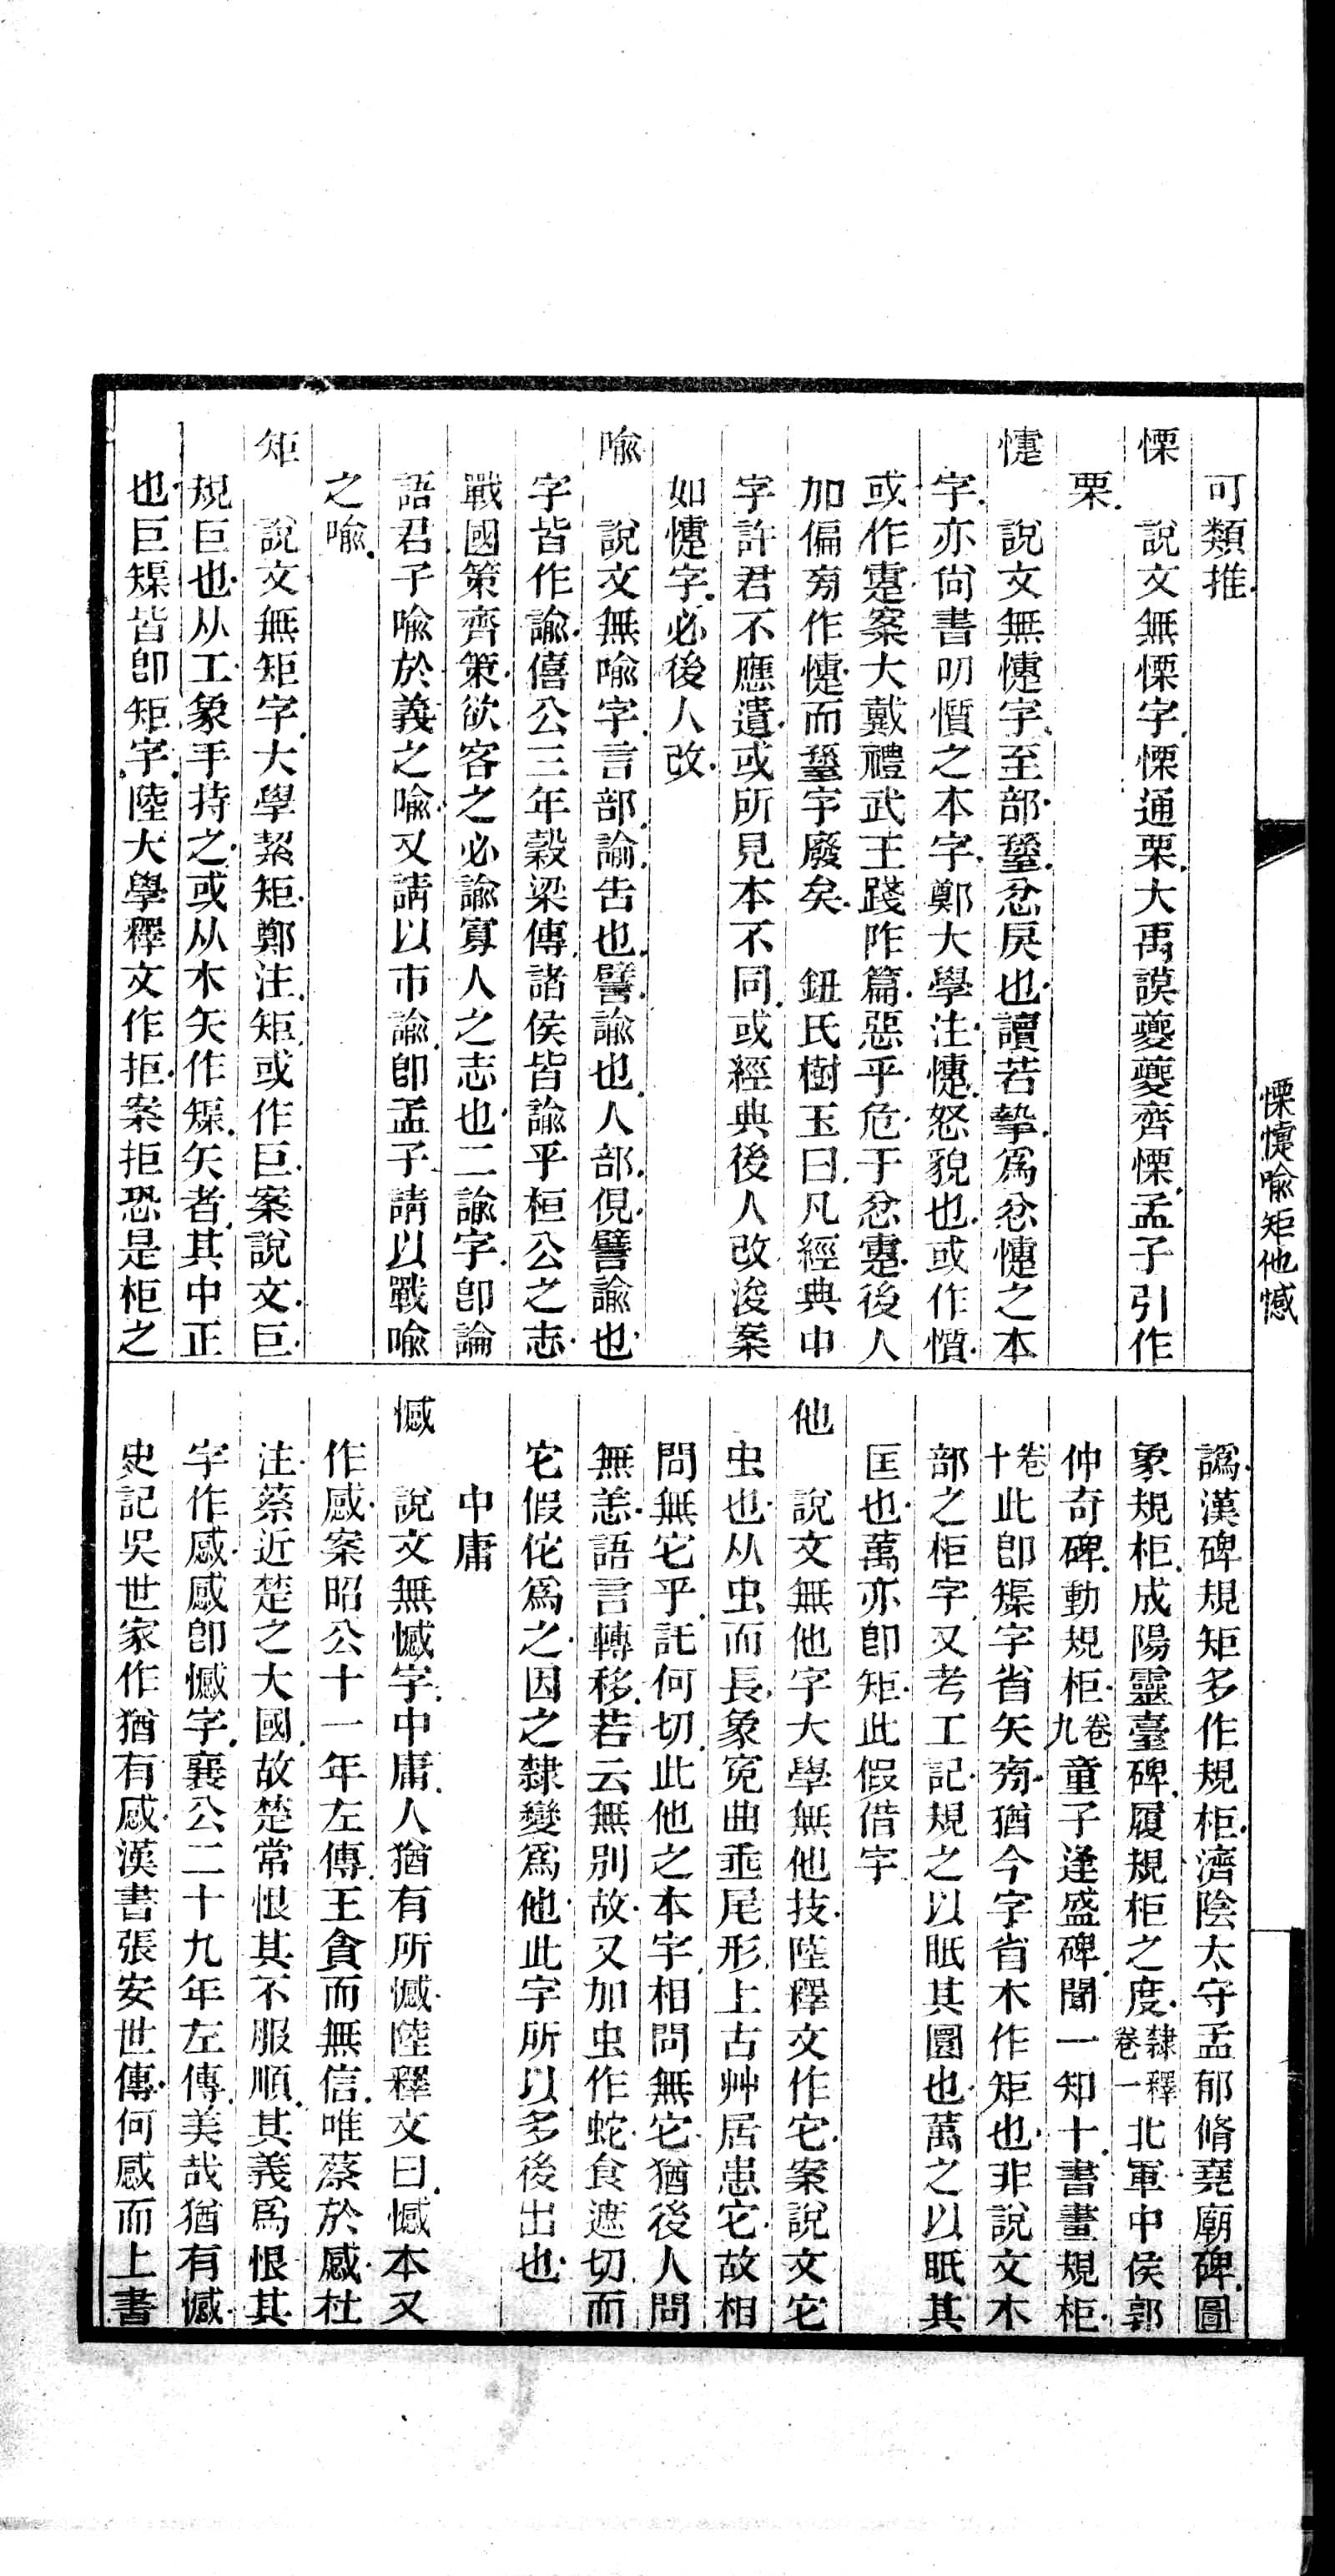 可類推
慄　說文無慄字慄通栗大禹謨夔夔齊慄孟子引作
栗
懥　說文無懥字至部𦥎忿戾也讀若摯爲忿懥之本
字亦尙書叨懫之本字鄭大學注懥怒貌也或作懫
或作疐案大戴禮武王踐阼篇惡乎危于忿疐後人
加偏㫄作懥而𦥎字廢矣　鈕氏樹玉曰凡經典中
字許君不應遺或所見本不同或經典後人改浚案
如懥字必後人改
喩　說文無喩字言部諭告也譬諭也人部俔譬諭也
字皆作諭僖公三年穀梁傳諸侯皆諭乎桓公之志
戰國策齊策欲客之必諭寡人之志也二諭字卽論
語君子喩於義之喩又請以市諭卽孟子請以戰喩
之喩
矩　說文無矩字大學絜矩鄭注矩或作巨案說文巨
規巨也从工象手持之或从木矢作榘矢者其中正
也巨榘皆卽矩字陸大學釋文作拒案拒恐是柜之
譌漢碑規矩多作規柜濟陰太守孟郁脩堯廟碑圖
象規柜成陽靈臺碑履規柜之度隸釋卷一北軍中侯郭
仲奇碑動規柜卷九童子逢盛碑聞一知十書畫規柜
卷十此卽榘字省矢㫄猶今字省木作矩也非說文木
部之柜字又考工記規之以眡其圜也萬之以眡其
匡也萬亦卽矩此假借字
他　說文無他字大學無他技陸釋文作它案說文它
虫也从虫而長象冤曲垂尾形上古艸居患它故相
問無它乎託何切此他之本字相問無它猶後人問
無恙語言轉移若云無別故又加虫作蛇食遮切而
它假佗爲之因之隸變爲他此字所以多後出也
中庸
憾　說文無憾字中庸人猶有所憾陸釋文曰憾本又
作感案昭公十一年左傳王貪而無信唯蔡於感杜
注蔡近楚之大國故楚常恨其不服順其義爲恨其
字作感感卽憾字襄公二十九年左傳美哉猶有憾
史記吳世家作猶有感漢書張安世傳何感而上書
慄懥喩矩他憾